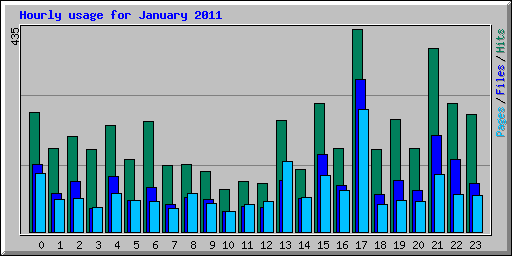 Hourly usage for January 2011
435
Pages / Files / Hits
0 1 2 3 4 5 6 7 8 9 10 11 12 13 14 15 16 17 18 19 20 21 22 23